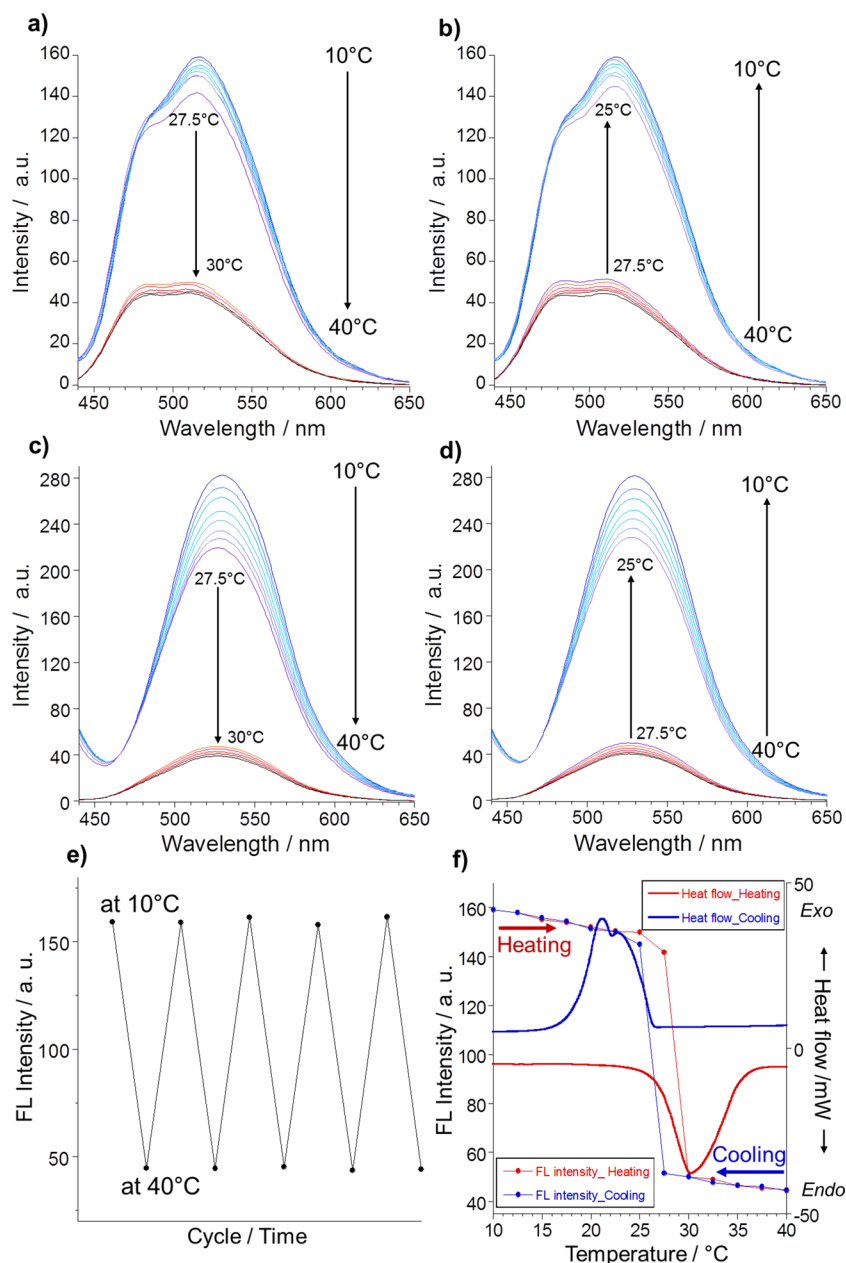 a)
160
140
120
100
80
60
40
20
0
Intensity / a.u.
10°C
27.5°C
30°C
40°C
450 500 550 600 650
Wavelength / nm
b)
160
140
120
100
80
60
40
20
0
Intensity / a.u.
10°C
25°C
27.5°C
40°C
450 500 550 600 650
Wavelength / nm
c)
280
240
200
160
120
80
40
0
Intensity / a.u.
10°C
27.5°C
30°C
40°C
450 500 550 600 650
Wavelength / nm
d)
280
240
200
160
120
80
40
0
Intensity / a.u.
10°C
25°C
27.5°C
40°C
450 500 550 600 650
Wavelength / nm
e)
150
100
50
FL Intensity / a. u.
at 10°C
at 40°C
Cycle / Time
f)
Heat flow_Heating
Heat flow_Cooling
160
140
120
100
80
60
40
FL Intensity / a. u.
Heating
Cooling
FL intensity_ Heating
FL intensity_Cooling
50
Exo
0
Heat flow /mW
Endo
-50
10 15 20 25 30 35 40
Temperature / °C